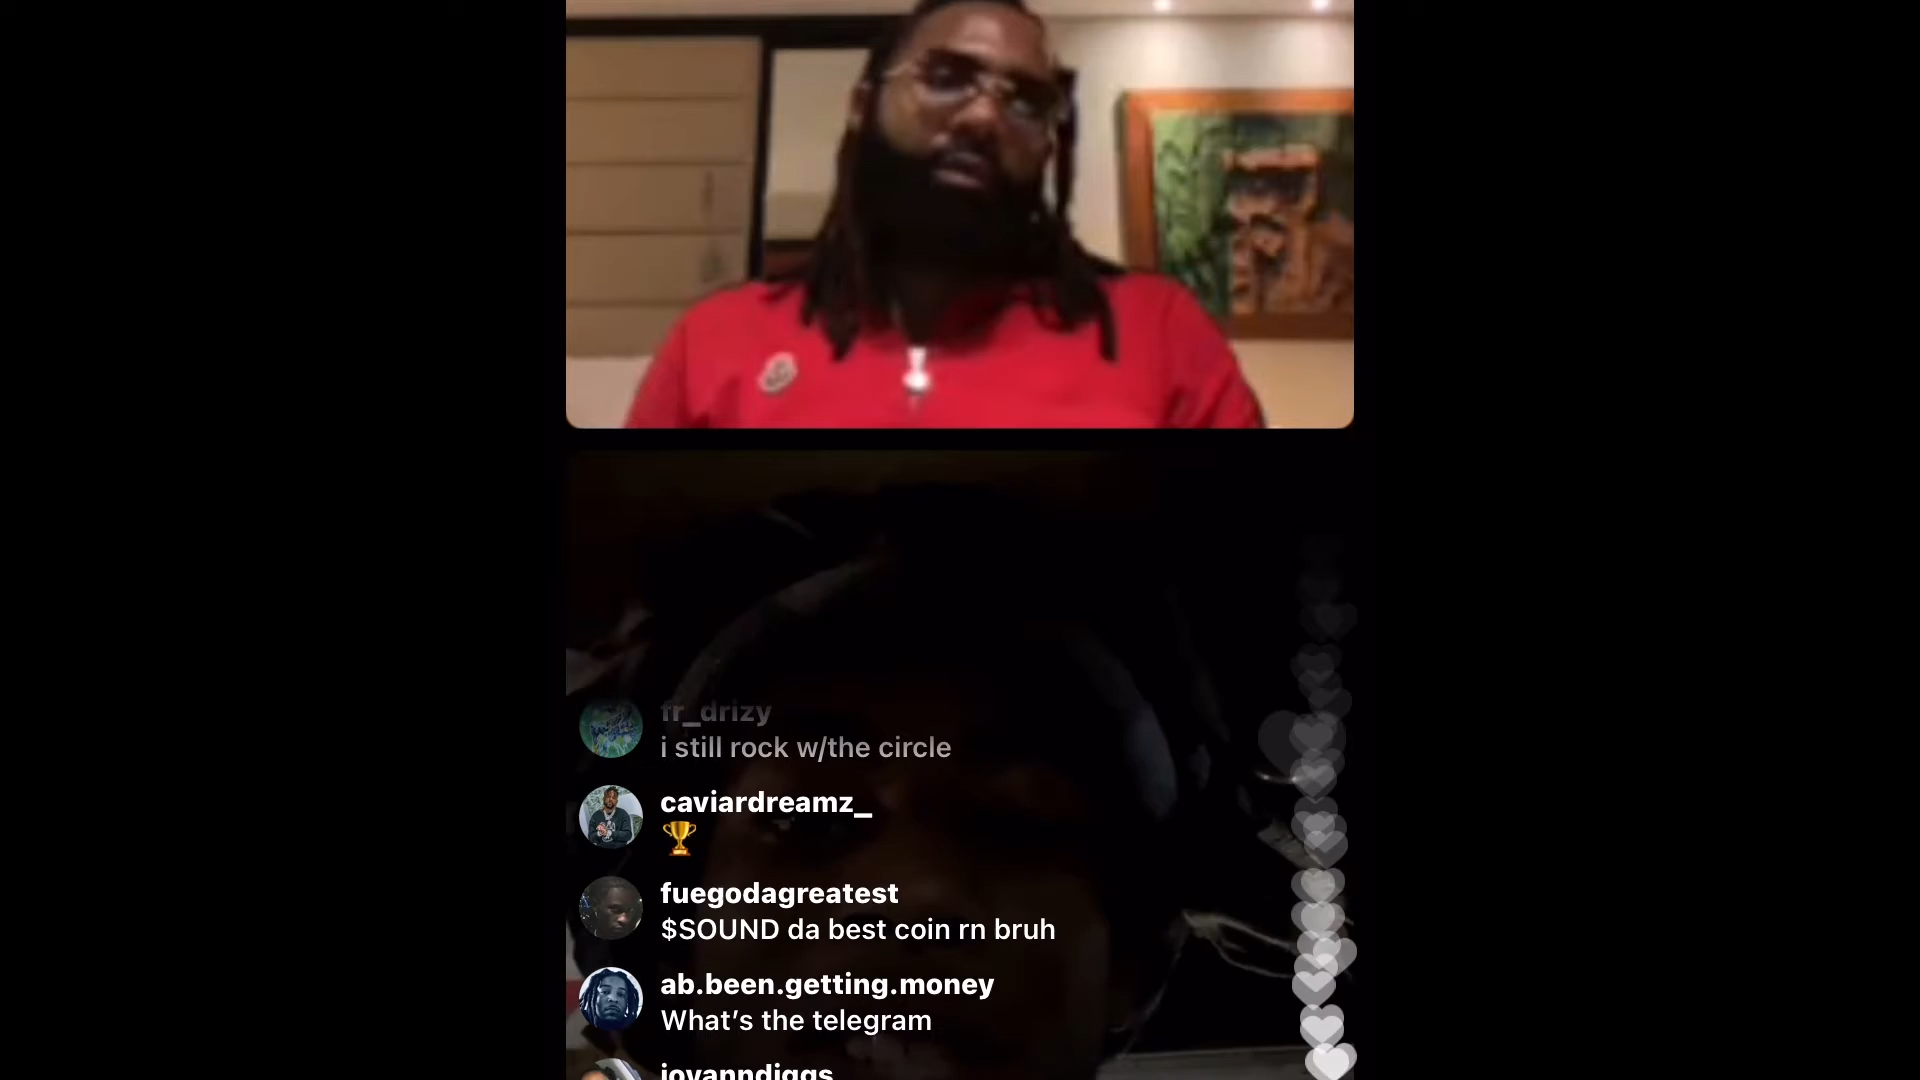 fr_drizy
i still rock w/the circle
caviardreamz_
🏆
fuegodagreatest
$SOUND da best coin rn bruh
ab.been.getting.money
What’s the telegram
jovanndiggs